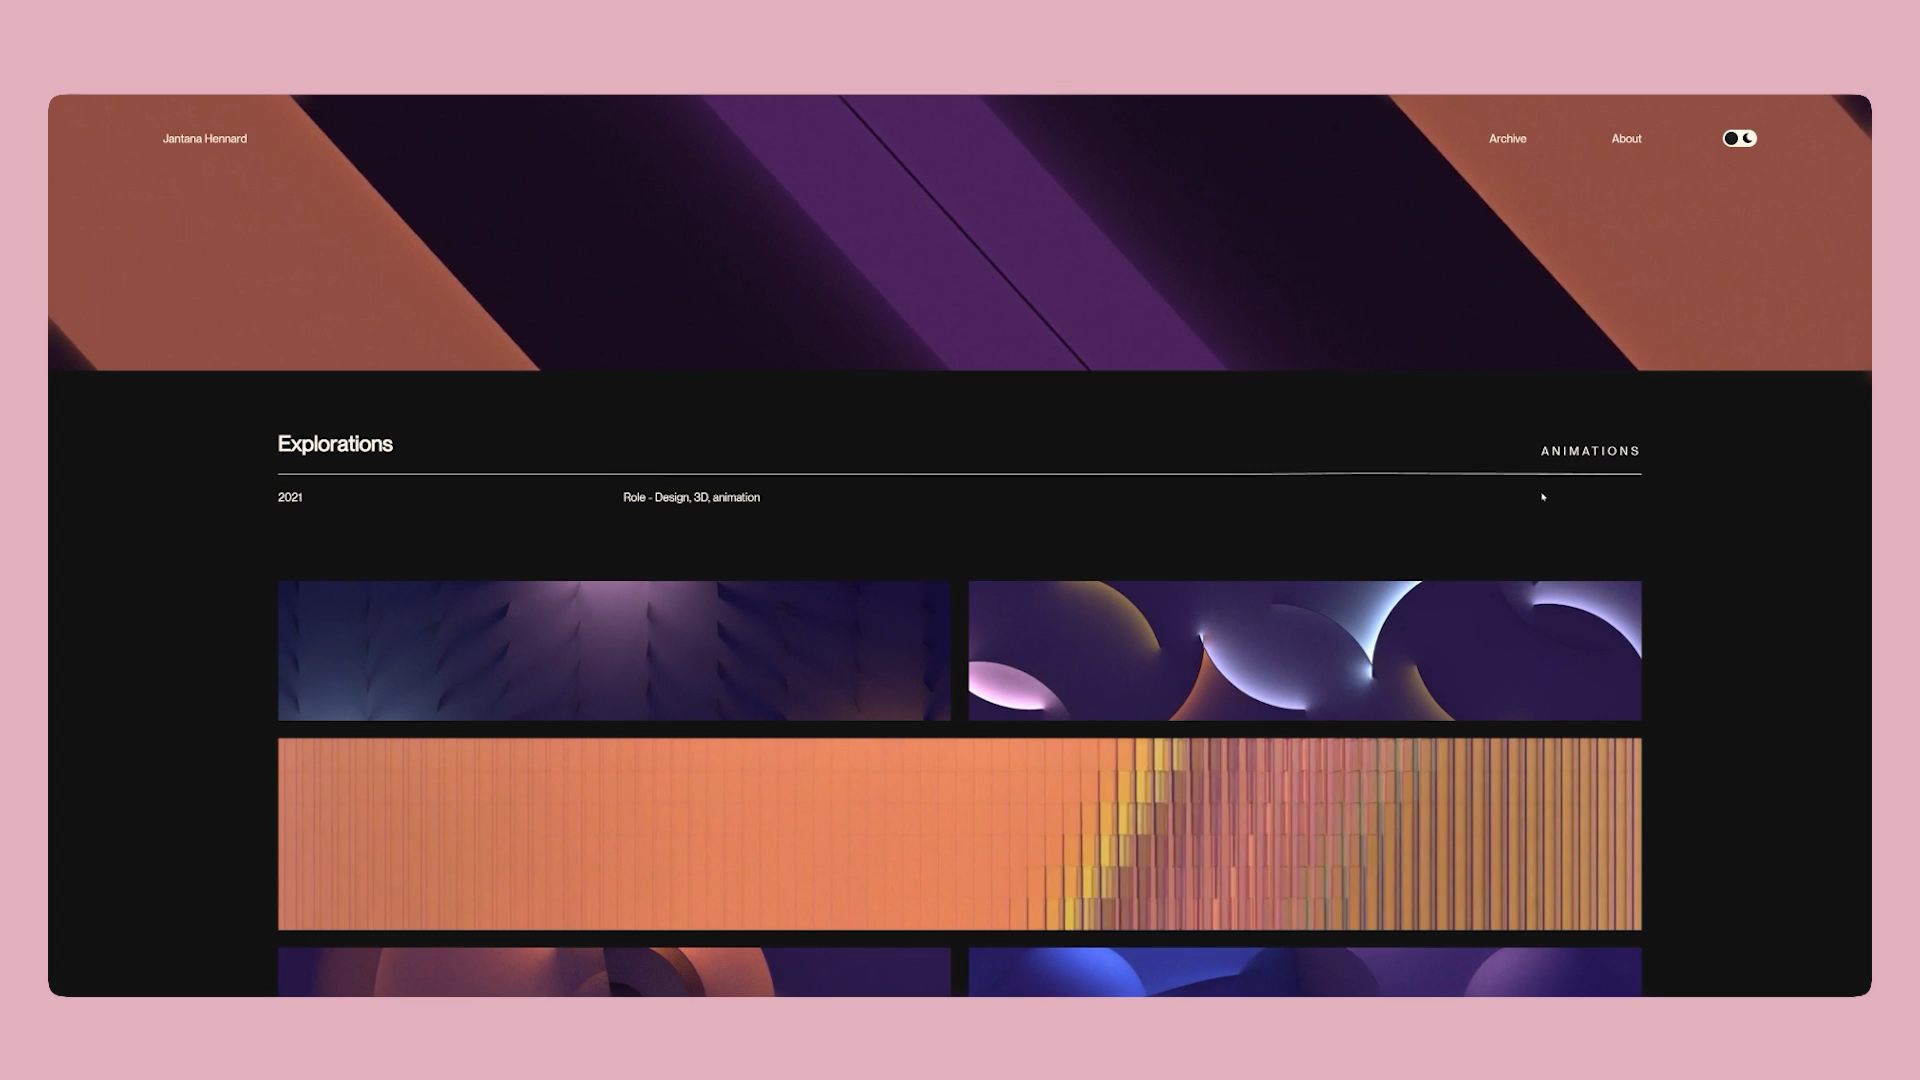 Jantana Hennard
Archive
About
Explorations
ANIMATIONS
2021
Role - Design, 3D, animation